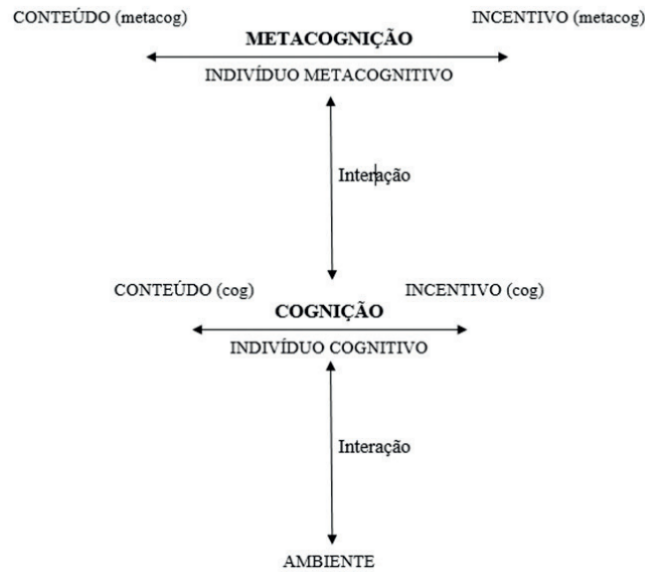 CONTEÚDO (metacog)
INCENTIVO (metacog)
METACOGNIÇÃO
INDIVÍDUO METACOGNITIVO
Interação
CONTEÚDO (cog)
INCENTIVO (cog)
COGNIÇÃO
INDIVÍDUO COGNITIVO
Interação
AMBIENTE